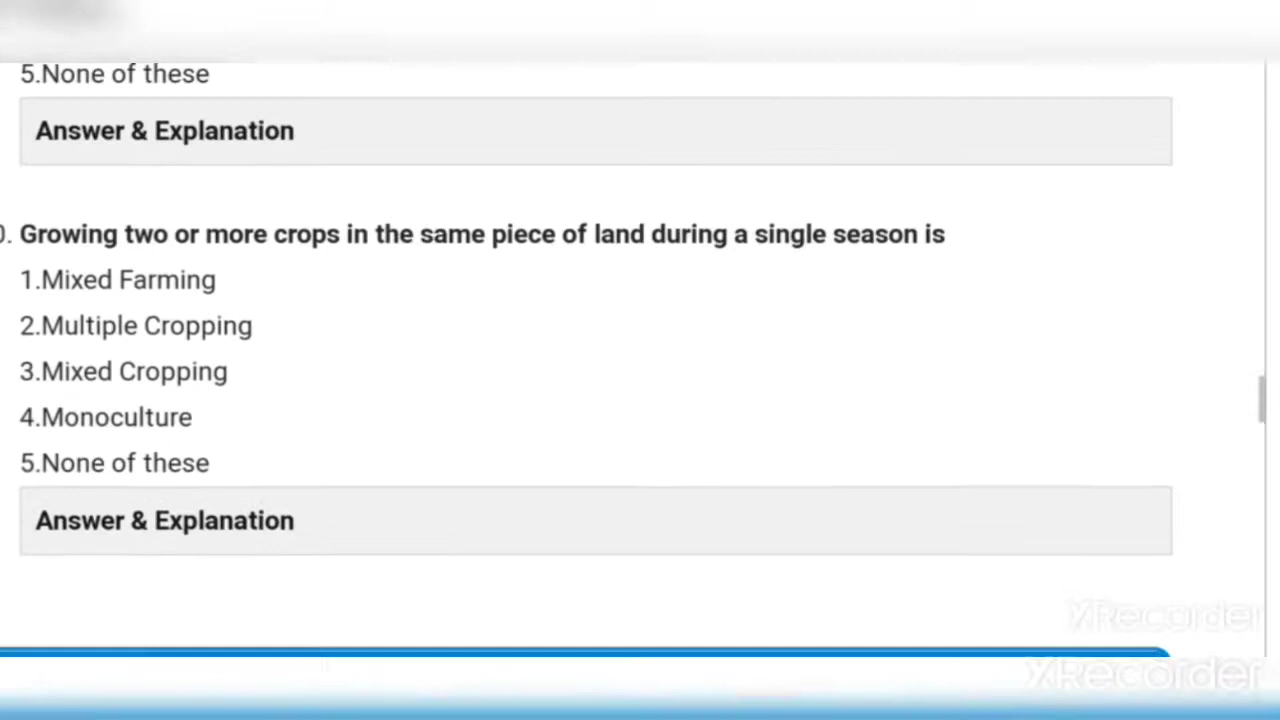 5.None of these
Answer & Explanation
0. Growing two or more crops in the same piece of land during a single season is
1.Mixed Farming
2.Multiple Cropping
3.Mixed Cropping
4.Monoculture
5.None of these
Answer & Explanation
XRecorder
XRecorder